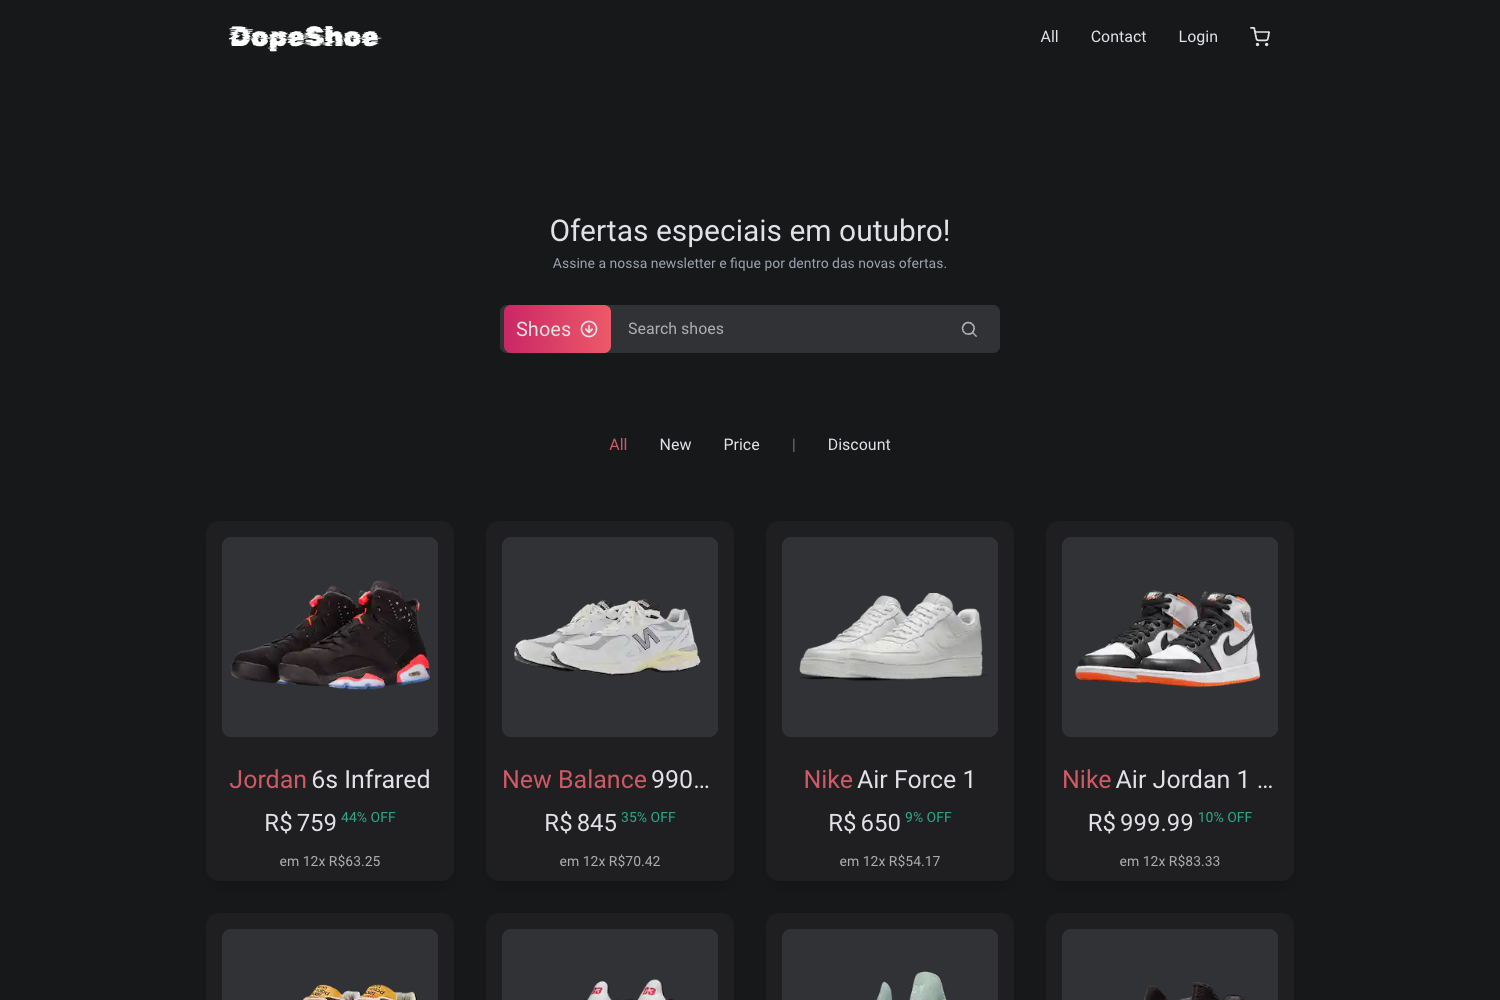 DopeShoe
All
Contact
Login
Ofertas especiais em outubro!
Assine a nossa newsletter e fique por dentro das novas ofertas.
Shoes
Search shoes
All
New
Price
|
Discount
Jordan 6s Infrared
R$ 759 44% OFF
em 12x R$63.25
New Balance 990...
R$ 845 35% OFF
em 12x R$70.42
Nike Air Force 1
R$ 650 9% OFF
em 12x R$54.17
Nike Air Jordan 1 ...
R$ 999.99 10% OFF
em 12x R$83.33